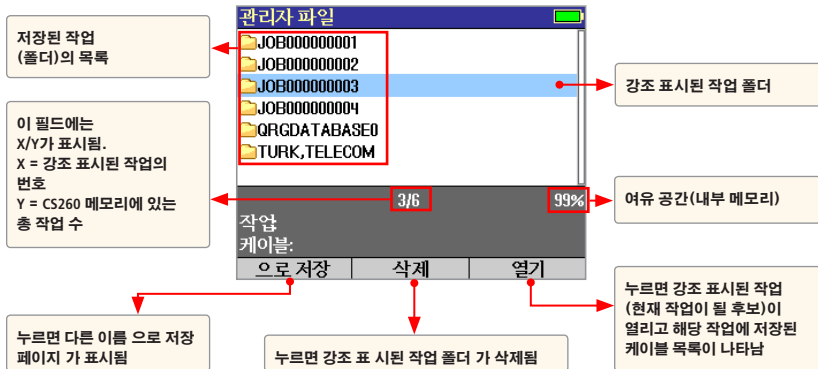 관리자 파일
저장된 작업
(폴더)의 목록
JOB000000001
JOB000000002
JOB000000003
JOB000000004
QRGDATABASE0
TURK,TELECOM
강조 표시된 작업 폴더
이 필드에는
X/Y가 표시됨.
X = 강조 표시된 작업의
번호
Y = CS260 메모리에 있는
총 작업 수
3/6
99%
여유 공간(내부 메모리)
작업:
케이블:
으로 저장
삭제
열기
누르면 다른 이름 으로 저장
페이지 가 표시됨
누르면 강조 표 시된 작업 폴더 가 삭제됨
누르면 강조 표시된 작업
(현재 작업이 될 후보)이
열리고 해당 작업에 저장된
케이블 목록이 나타남